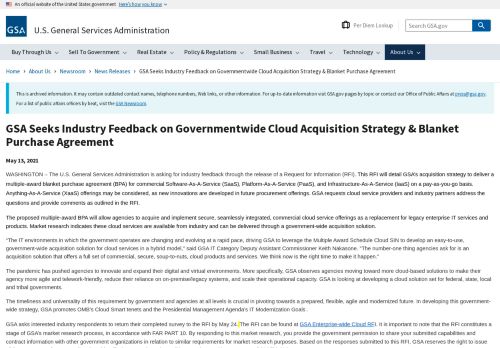 An official website of the United States government Here's how you know
GSA U.S. General Services Administration
Per Diem Lookup Search GSA.gov
Buy Through Us Sell To Government Real Estate Policy & Regulations Small Business Travel Technology About Us
Home › About Us › Newsroom › News Releases › GSA Seeks Industry Feedback on Governmentwide Cloud Acquisition Strategy & Blanket Purchase Agreement
This is archived information. It may contain outdated contact names, telephone numbers, Web links, or other information. For up-to-date information visit GSA.gov pages by topic or contact our Office of Public Affairs at press@gsa.gov.
For a list of public affairs officers by beat, visit the GSA Newsroom.
GSA Seeks Industry Feedback on Governmentwide Cloud Acquisition Strategy & Blanket
Purchase Agreement
May 13, 2021
WASHINGTON – The U.S. General Services Administration is asking for industry feedback through the release of a Request for Information (RFI). This RFI will detail GSA's acquisition strategy to deliver a
multiple-award blanket purchase agreement (BPA) for commercial Software-As-A-Service (SaaS), Platform-As-A-Service (PaaS), and Infrastructure-As-A-Service (IaaS) on a pay-as-you-go basis.
Anything-As-A-Service (XaaS) offerings may be considered, as new innovations are developed in future procurement offerings. GSA requests cloud service providers and industry partners address the
questions and provide comments as outlined in the RFI.
The proposed multiple-award BPA will allow agencies to acquire and implement secure, seamlessly integrated, commercial cloud service offerings as a replacement for legacy enterprise IT services and
products. Market research indicates these cloud services are available from industry and can be delivered through a government-wide acquisition solution.
"The IT environments in which the government operates are changing and evolving at a rapid pace, driving GSA to leverage the Multiple Award Schedule Cloud SIN to develop an easy-to-use,
government-wide acquisition solution for cloud services in a hybrid model," said GSA IT Category Deputy Assistant Commissioner Keith Nakasone. "The number-one thing agencies ask for is an
acquisition solution that offers a full set of commercial, secure, soup-to-nuts, cloud products and services. We think now is the right time to make it happen."
The pandemic has pushed agencies to innovate and expand their digital and virtual environments. More specifically, GSA observes agencies moving toward more cloud-based solutions to make their
agency more agile and telework-friendly, reduce their reliance on on-premise/legacy systems, and scale their operational capacity. GSA is looking at developing a cloud solution set for federal, state, local
and tribal governments.
The timeliness and versatility of this requirement by government and agencies at all levels is crucial in pivoting towards a prepared, flexible, agile and modernized future. In developing this government-
wide strategy, GSA promotes OMB's Cloud Smart tenets and the Presidential Management Agenda's IT Modernization Goals.
GSA asks interested industry respondents to return their completed survey to the RFI by May 24. The RFI can be found at GSA Enterprise-wide Cloud RFI. It is important to note that the RFI constitutes a
stage of GSA's market research process, in accordance with FAR PART 10. By responding to this market research, you provide the government permission to share your submitted capabilities and
contract information with other government organizations in relation to similar requirements for market research purposes. Based on the responses submitted to this RFI, GSA reserves the right to issue